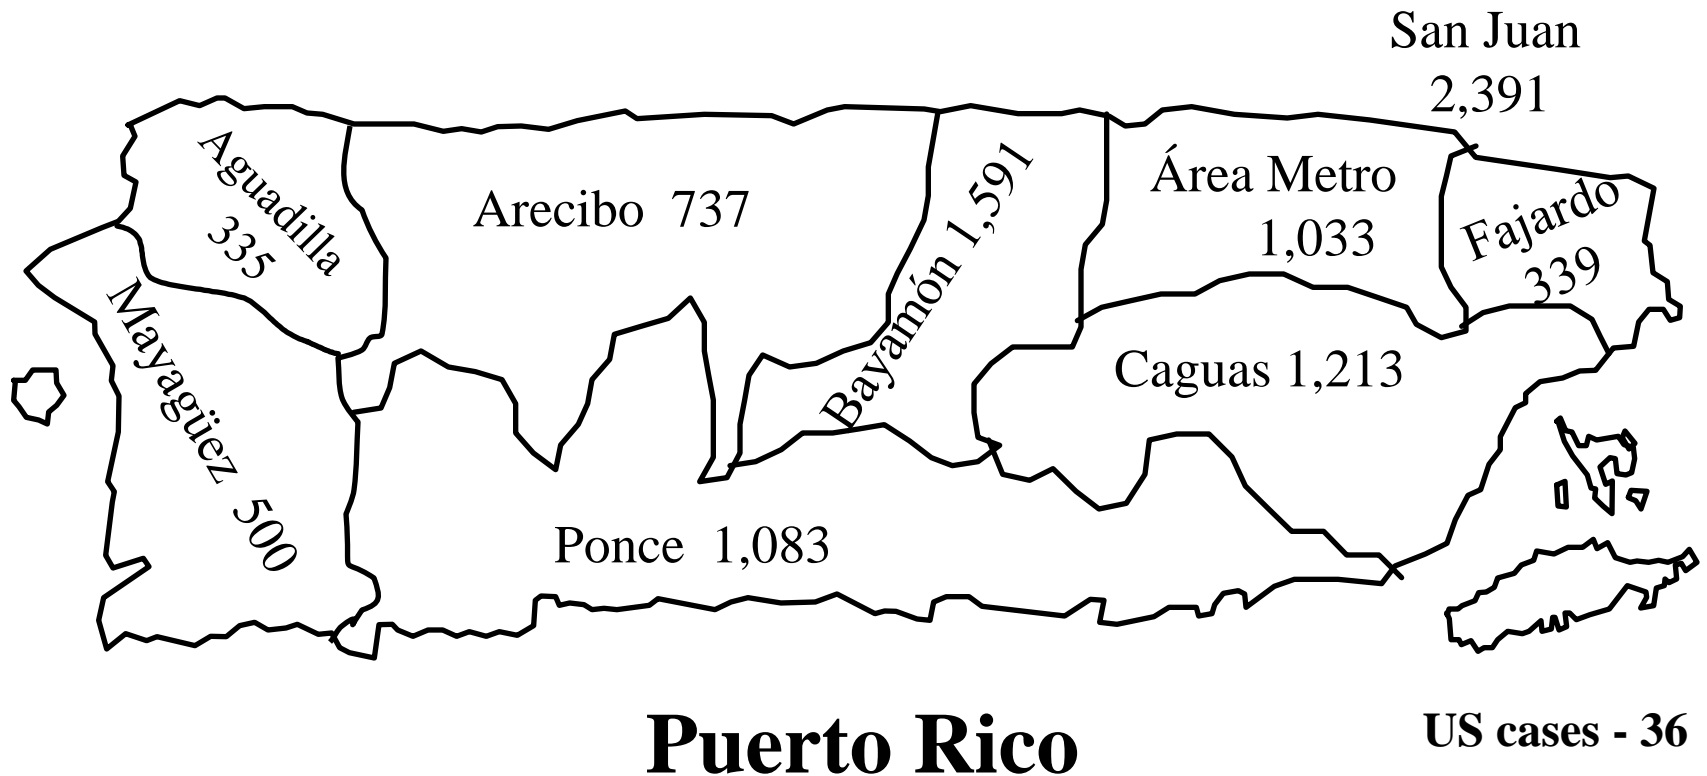 San Juan
2,391
Aguadilla
335
Arecibo 737
Bayamón 1,591
Área Metro
1,033
Fajardo
339
Mayagüez 500
Caguas 1,213
Ponce 1,083
Puerto Rico
US cases - 36